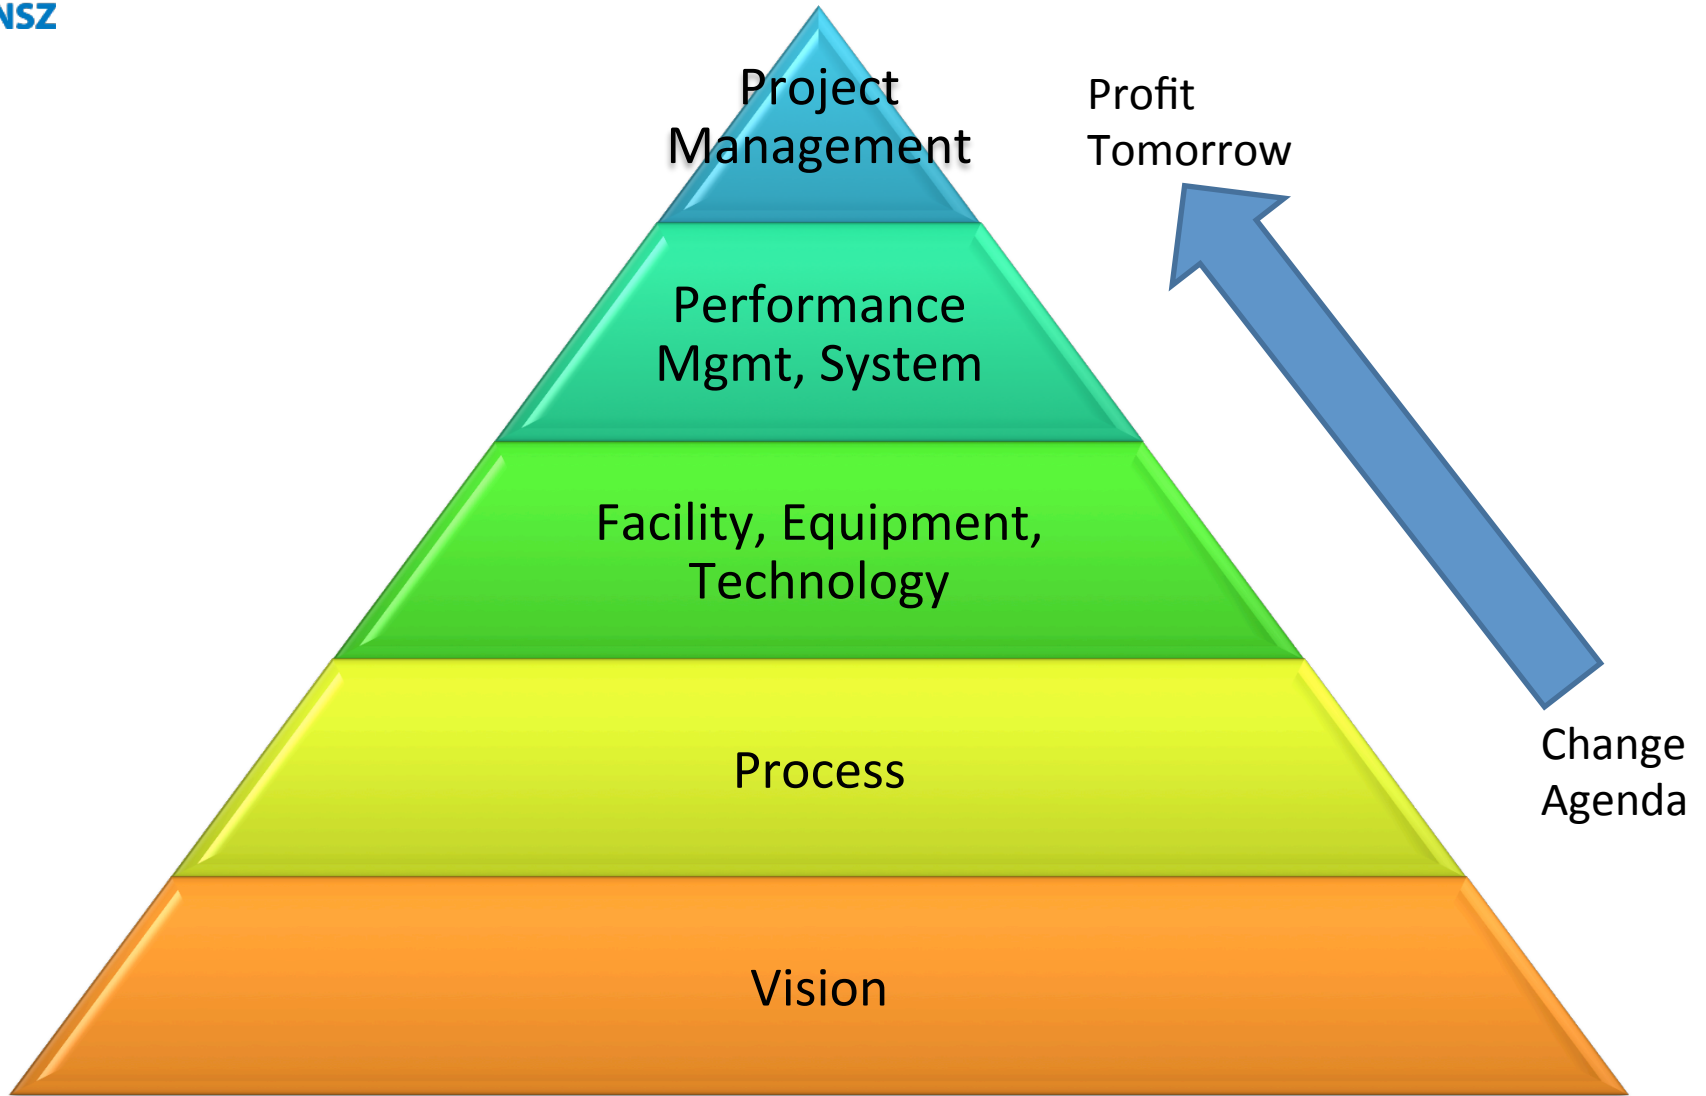 NSZ
Project
Management
Profit
Tomorrow
Performance
Mgmt, System
Facility, Equipment,
Technology
Process
Change
Agenda
Vision